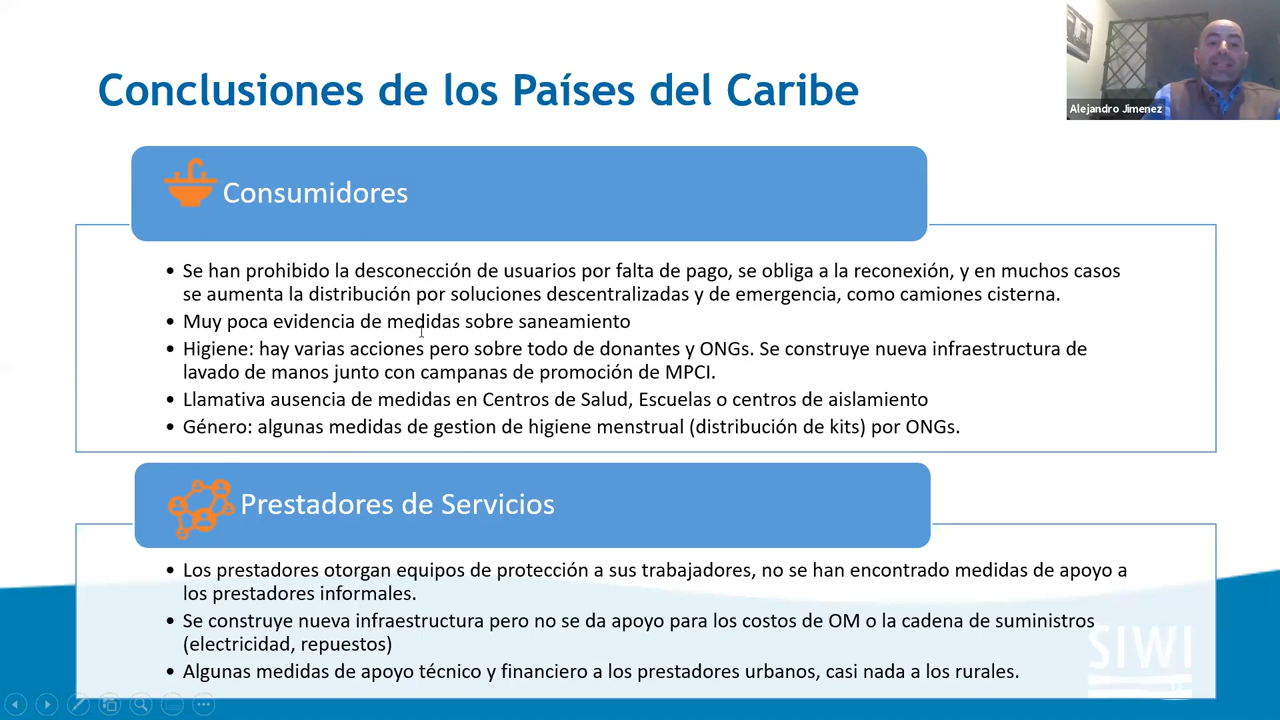 Conclusiones de los Países del Caribe
Alejandro Jimenez
Consumidores
• Se han prohibido la desconección de usuarios por falta de pago, se obliga a la reconexión, y en muchos casos
se aumenta la distribución por soluciones descentralizadas y de emergencia, como camiones cisterna.
• Muy poca evidencia de medidas sobre saneamiento
• Higiene: hay varias acciones pero sobre todo de donantes y ONGs. Se construye nueva infraestructura de
lavado de manos junto con campanas de promoción de MPCI.
• Llamativa ausencia de medidas en Centros de Salud, Escuelas o centros de aislamiento
• Género: algunas medidas de gestion de higiene menstrual (distribución de kits) por ONGs.
Prestadores de Servicios
• Los prestadores otorgan equipos de protección a sus trabajadores, no se han encontrado medidas de apoyo a
los prestadores informales.
• Se construye nueva infraestructura pero no se da apoyo para los costos de OM o la cadena de suministros
(electricidad, repuestos)
• Algunas medidas de apoyo técnico y financiero a los prestadores urbanos, casi nada a los rurales.
SIWI